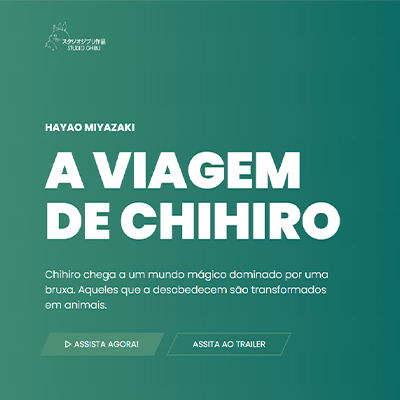 スタジオジブリ作品
STUDIO GHIBLI
HAYAO MIYAZAKI
A VIAGEM
DE CHIHIRO
Chihiro chega a um mundo mágico dominado por uma
bruxa. Aqueles que a desobedecem são transformados
em animais.
ASSISTA AGORA!
ASSITA AO TRAILER